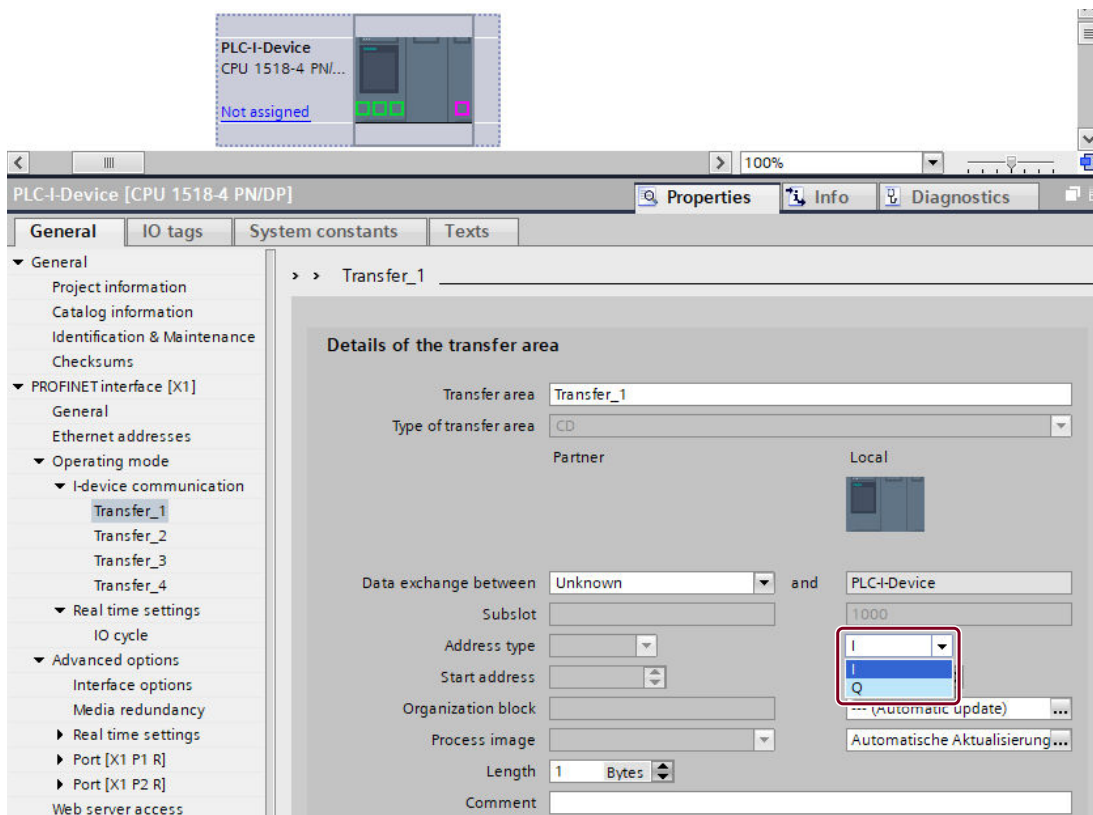 PLC-I-Device
CPU 1518-4 PN/...
Not assigned
100%
PLC-I-Device [CPU 1518-4 PN/DP]
Properties
Info
Diagnostics
General
IO tags
System constants
Texts
General
Project information
Catalog information
Identification & Maintenance
Checksums
PROFINET interface [X1]
General
Ethernet addresses
Operating mode
I-device communication
Transfer_1
Transfer_2
Transfer_3
Transfer_4
Real time settings
IO cycle
Advanced options
Interface options
Media redundancy
Real time settings
Port [X1 P1 R]
Port [X1 P2 R]
Web server access
> > Transfer_1
Details of the transfer area
Transfer area Transfer_1
Type of transfer area CD
Partner Local
Data exchange between Unknown and PLC-I-Device
Subslot 1000
Address type I
I
Start address
Q
Organization block --- (Automatic update) ...
Process image Automatische Aktualisierung...
Length 1 Bytes
Comment